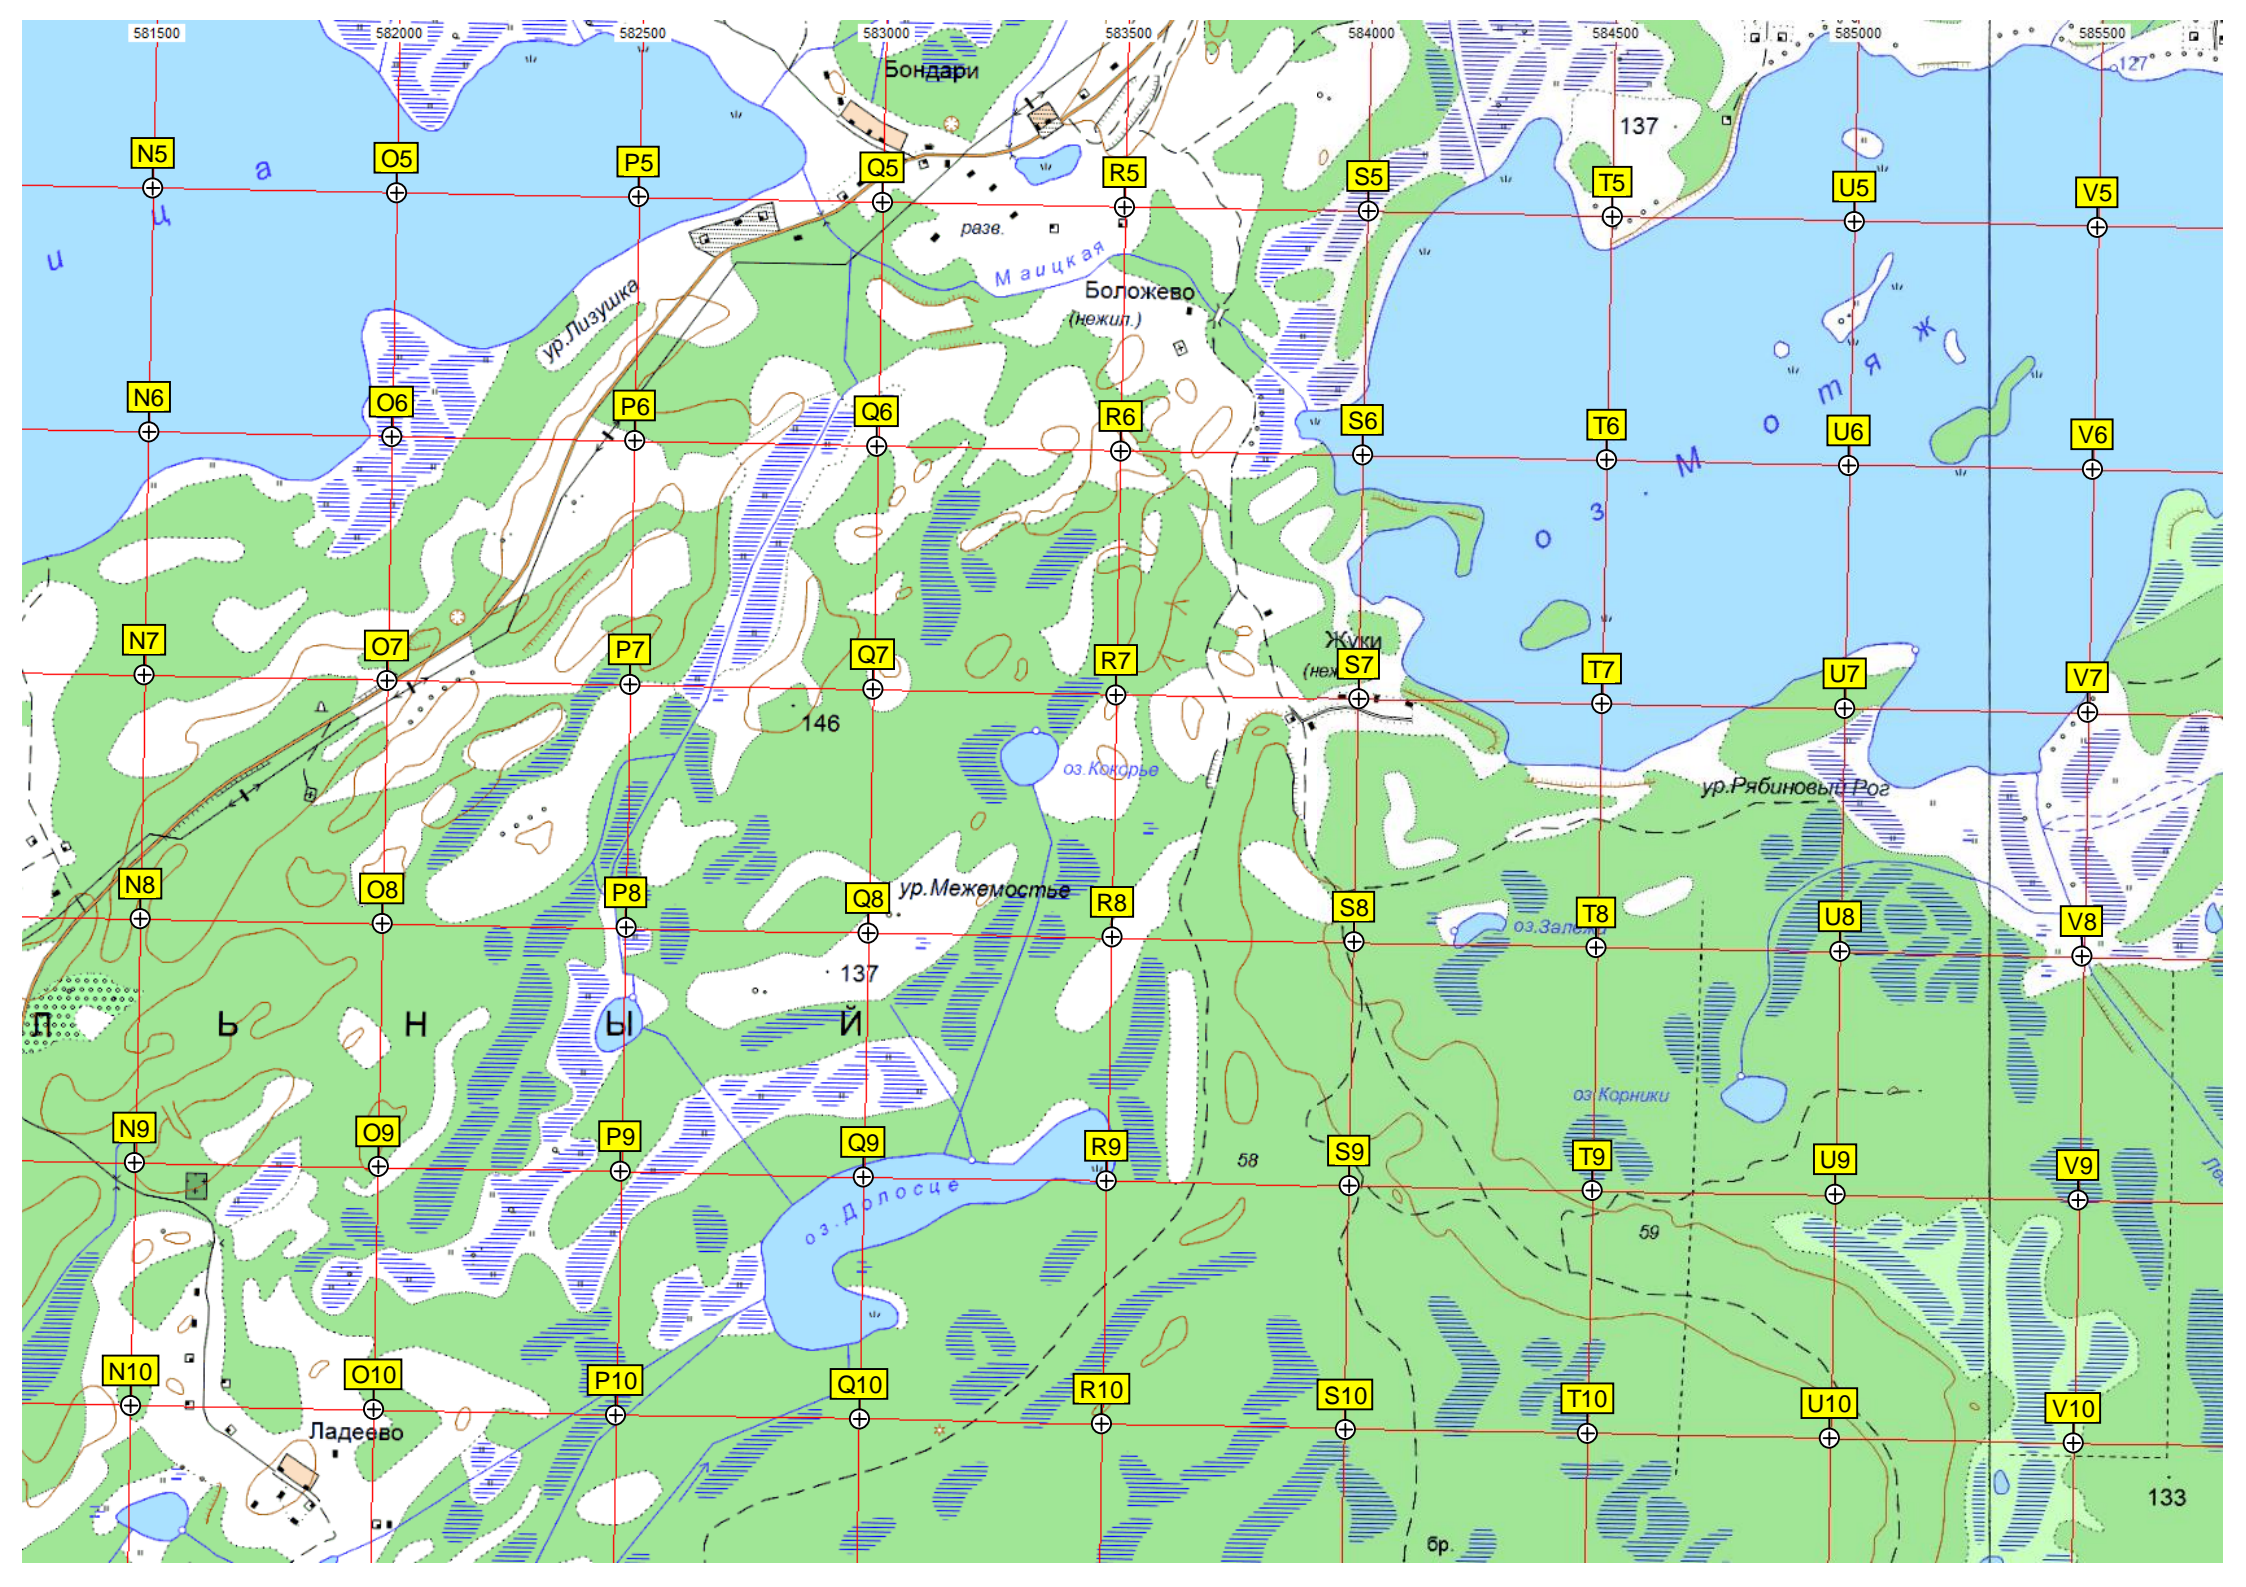 581500 582000 582500 583000 583500 584000 584500 585000 585500
Бондари
127
137
N5 O5 P5 Q5 R5 S5 T5 U5 V5
а
ц
и
разв.
Маицкая
Боложево
(нежил.)
ур.Лизушка
оз. Мотяж
N6 O6 P6 Q6 R6 S6 T6 U6 V6
Жуки
N7 O7 P7 Q7 R7 S7 T7 U7 V7
146
оз.Кокорье
ур.Рябиновый Рог
N8 O8 P8 Q8 R8 S8 T8 U8 V8
ур.Межемостье
137
Л Ь Н Ы Й
оз.Корники
N9 O9 P9 Q9 R9 S9 T9 U9 V9
58
оз.Долосце
59
N10 O10 P10 Q10 R10 S10 T10 U10 V10
Ладеево
133
бр.